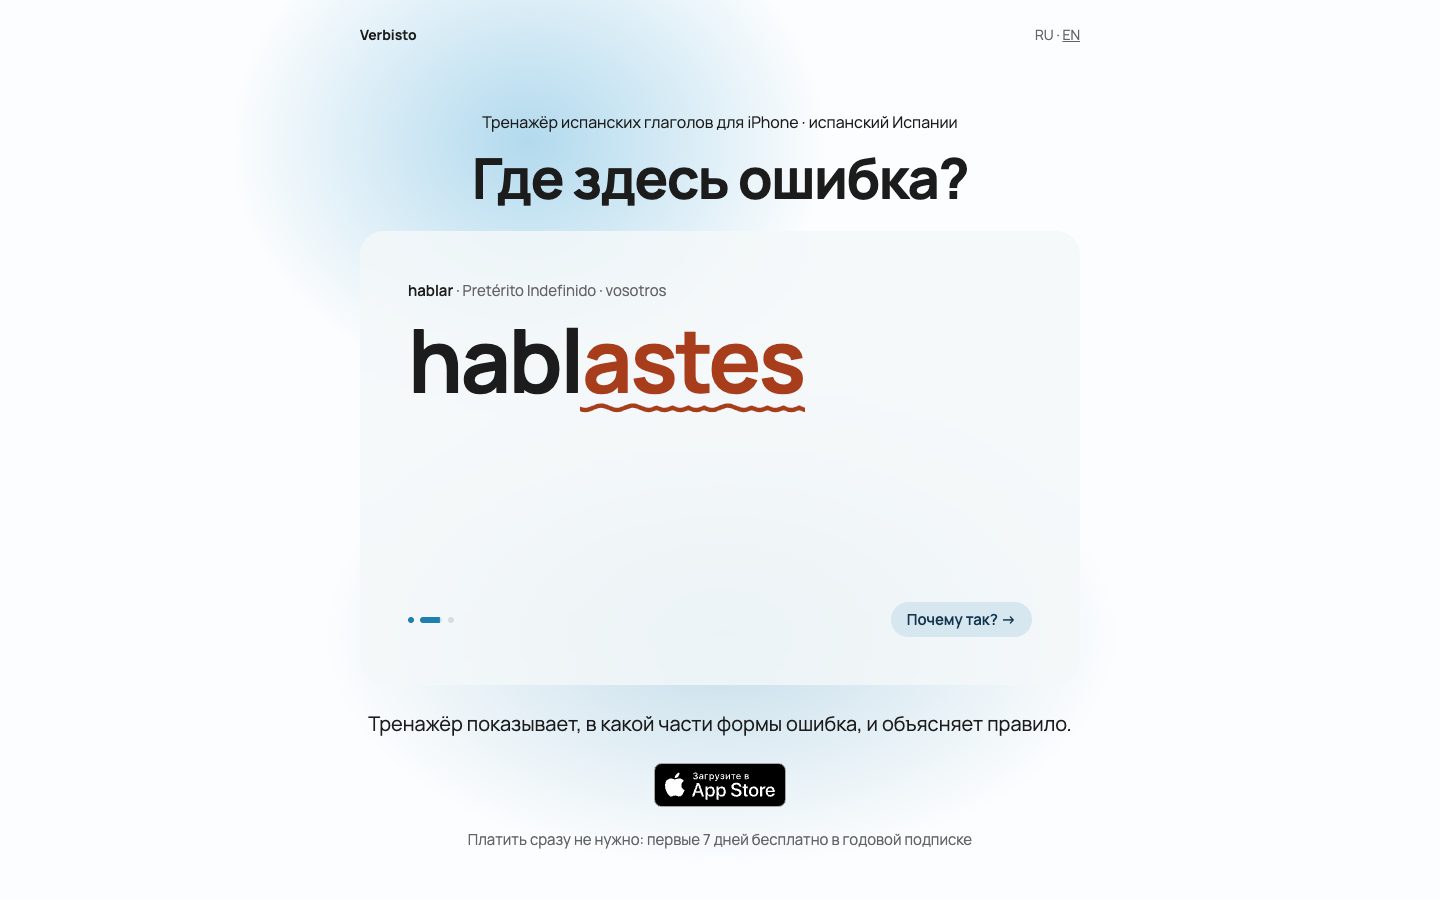 Verbisto
RU · EN
Тренажёр испанских глаголов для iPhone · испанский Испании
Где здесь ошибка?
hablar · Pretérito Indefinido · vosotros
hablastes
Почему так? →
Тренажёр показывает, в какой части формы ошибка, и объясняет правило.
Загрузите в
App Store
Платить сразу не нужно: первые 7 дней бесплатно в годовой подписке